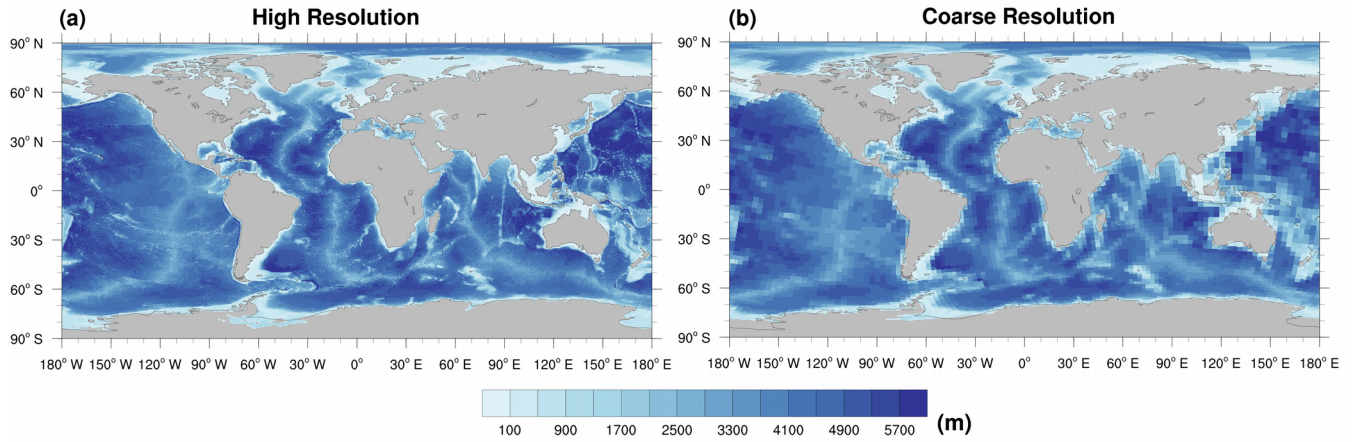 (a) High Resolution
(b) Coarse Resolution
90° N
60° N
30° N
0°
30° S
60° S
90° S
180° W 150° W 120° W 90° W 60° W 30° W 0° 30 E 60 E 90 E 120 E 150 E 180 E
90° N
60° N
30° N
0°
30° S
60° S
90° S
180° W 150° W 120° W 90° W 60° W 30° W 0° 30 E 60 E 90 E 120 E 150 E 180 E
100 900 1700 2500 3300 4100 4900 5700 (m)